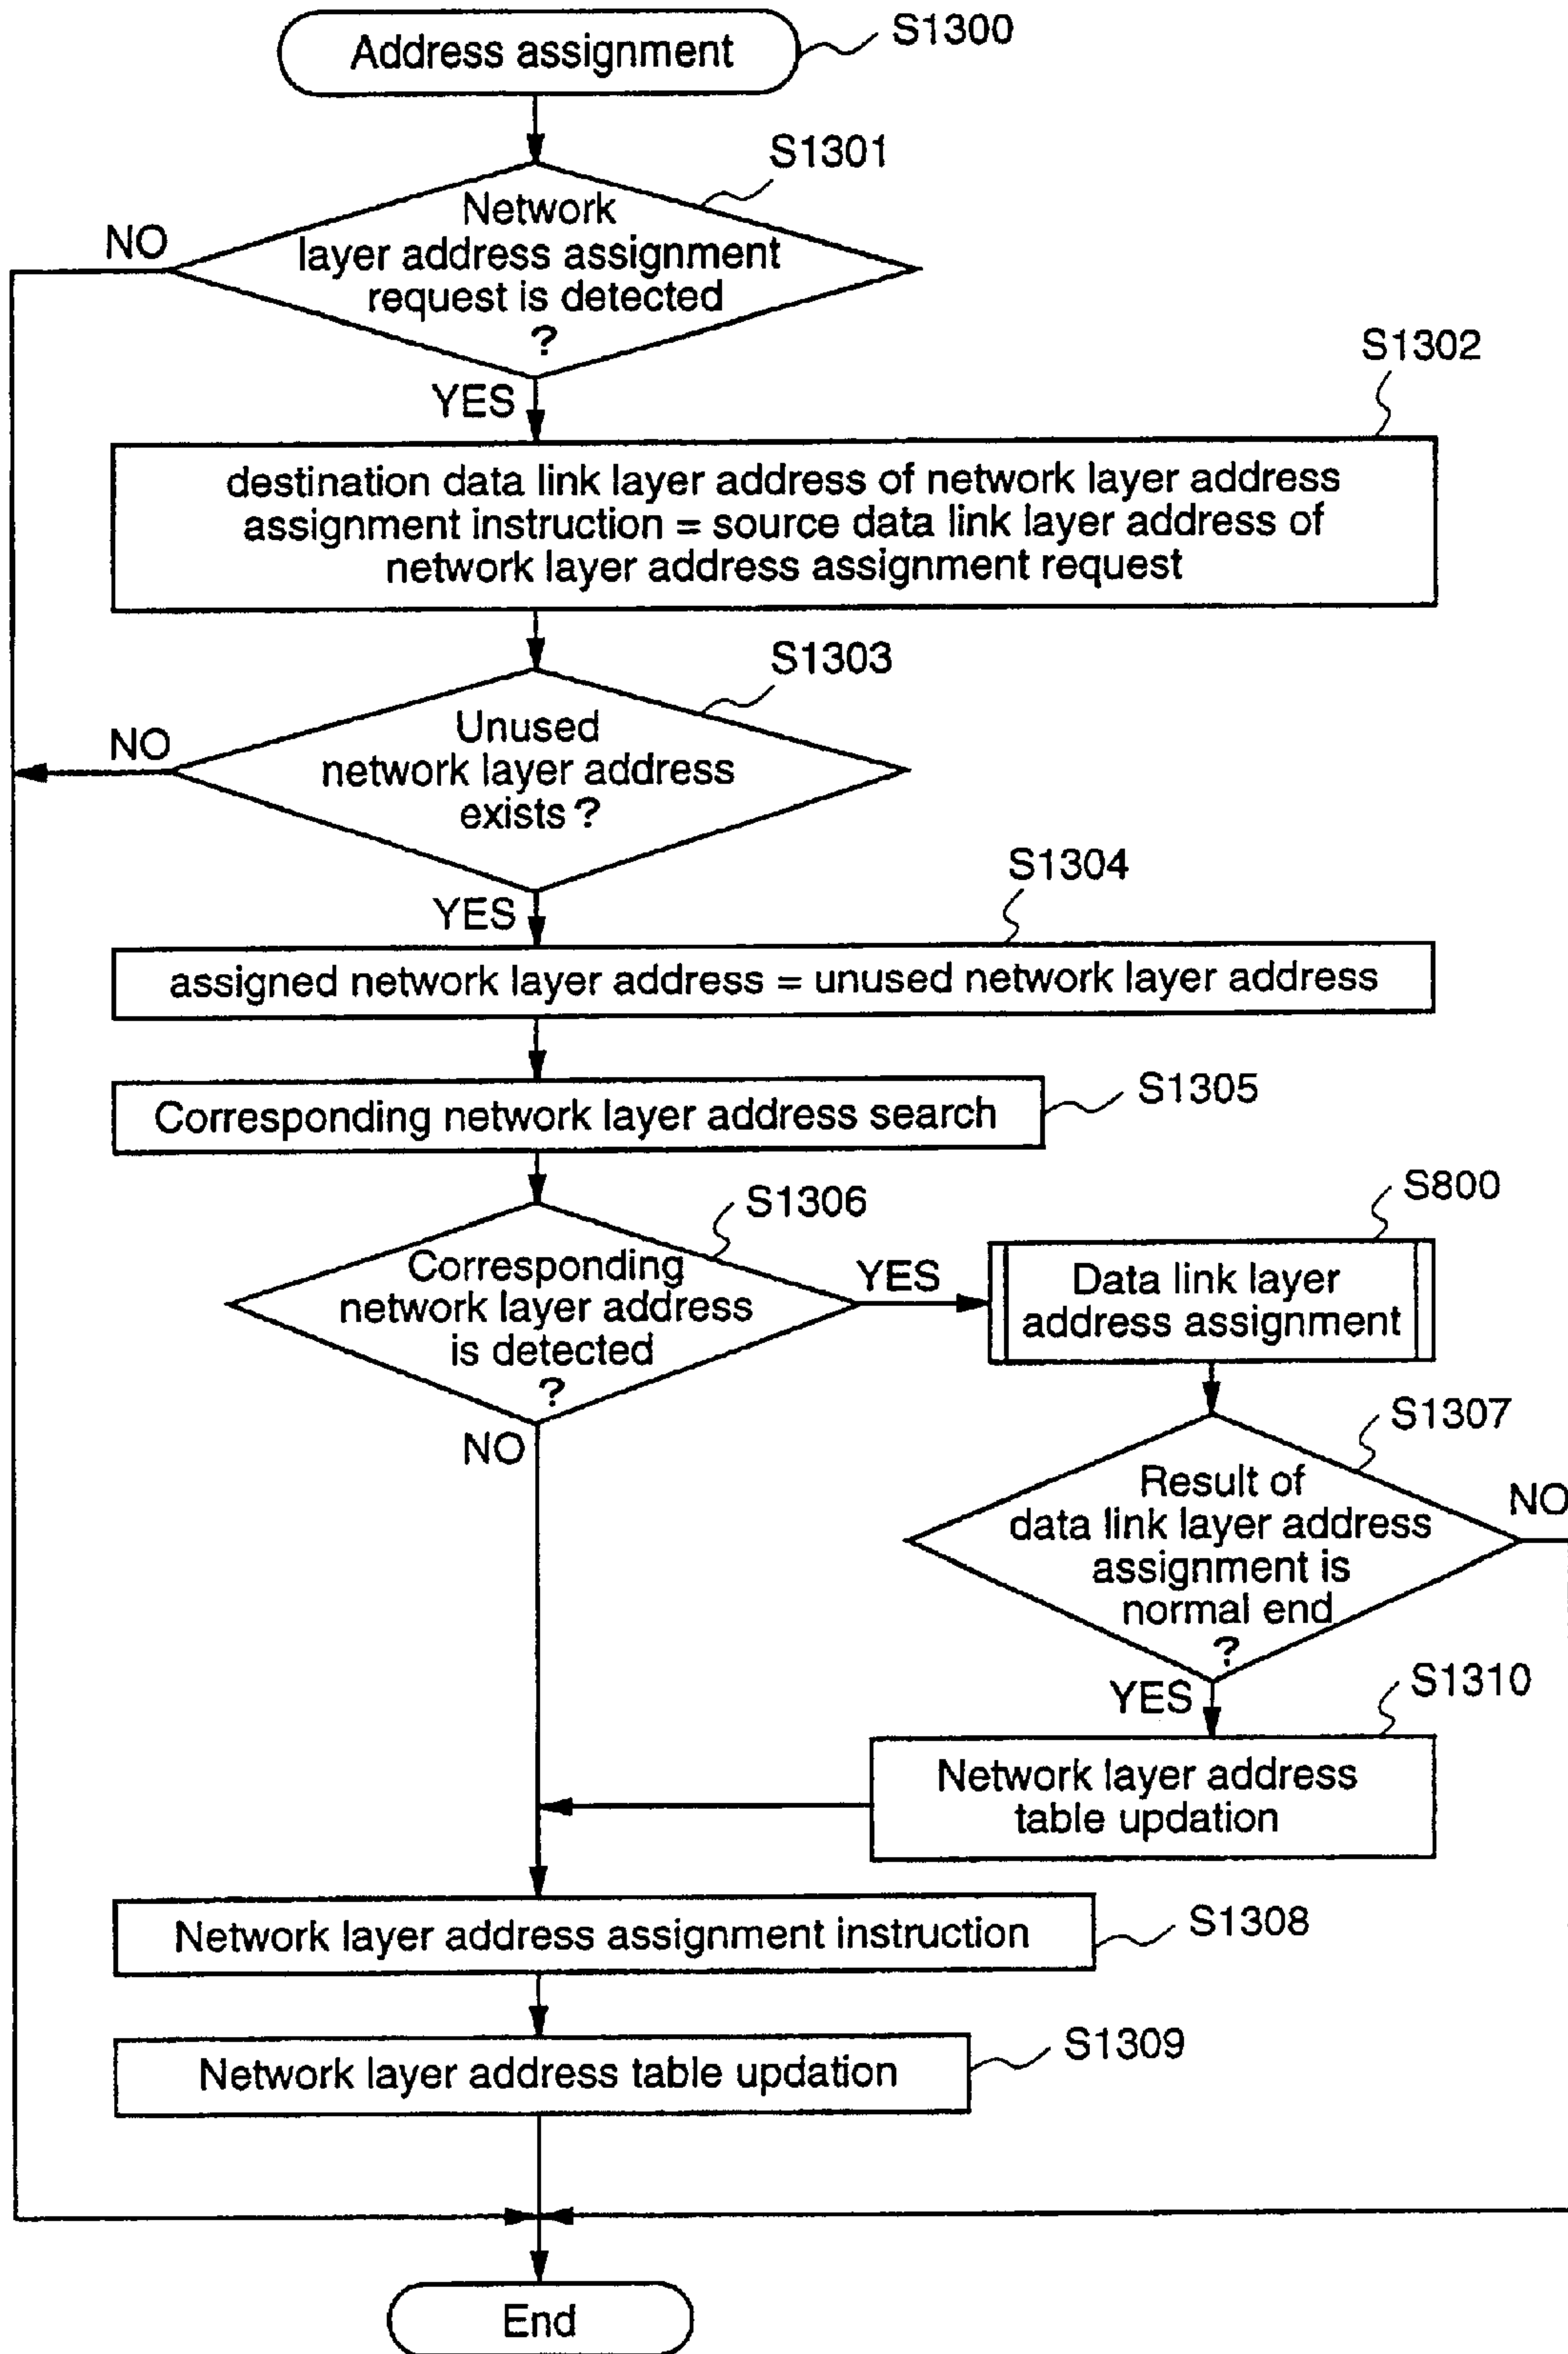 Address assignment
S1300
S1301
Network
layer address assignment
request is detected
?
NO
YES
S1302
destination data link layer address of network layer address
assignment instruction = source data link layer address of
network layer address assignment request
S1303
Unused
network layer address
exists ?
NO
YES
S1304
assigned network layer address = unused network layer address
Corresponding network layer address search
S1305
S1306
Corresponding
network layer address
is detected
?
YES
NO
S800
Data link layer
address assignment
S1307
Result of
data link layer address
assignment is
normal end
?
NO
YES
S1310
Network layer address
table updation
Network layer address assignment instruction
S1308
Network layer address table updation
S1309
End